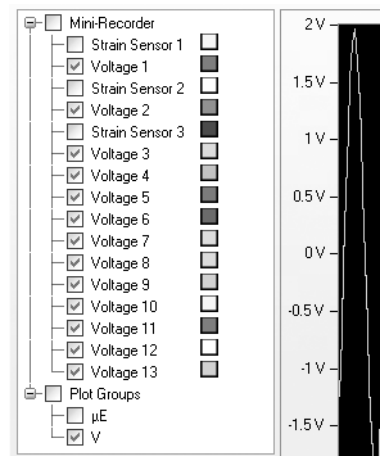 Mini-Recorder
Strain Sensor 1
Voltage 1
Strain Sensor 2
Voltage 2
Strain Sensor 3
Voltage 3
Voltage 4
Voltage 5
Voltage 6
Voltage 7
Voltage 8
Voltage 9
Voltage 10
Voltage 11
Voltage 12
Voltage 13
Plot Groups
µE
V
2 V
1.5 V
1 V
0.5 V
0 V
-0.5 V
-1 V
-1.5 V